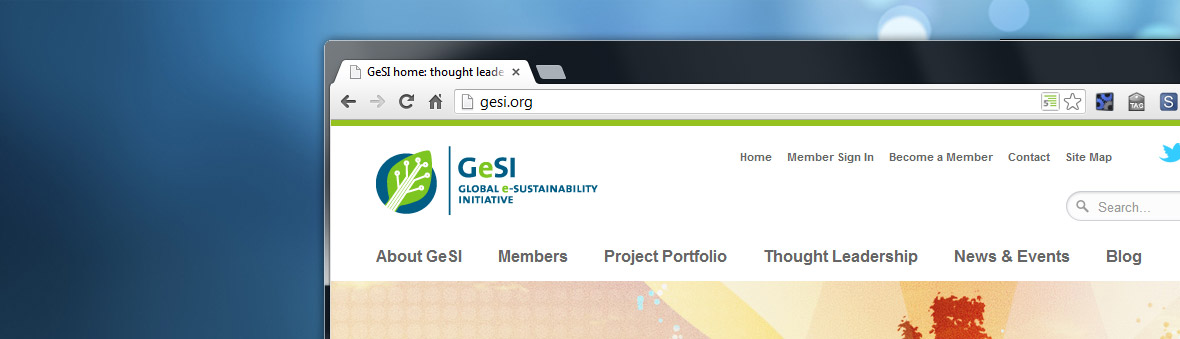 GeSI home: thought leade
gesi.org
S
TAG
S
Home Member Sign In Become a Member Contact Site Map
GeSI
GLOBAL e-SUSTAINABILITY
INITIATIVE
Search...
About GeSI Members Project Portfolio Thought Leadership News & Events Blog